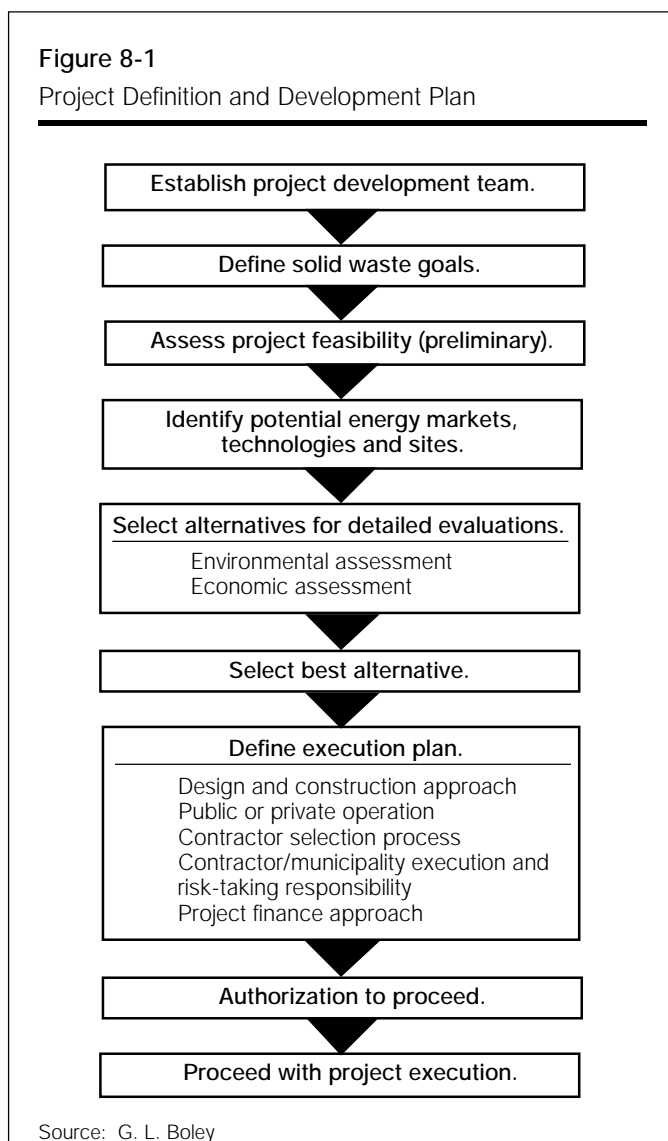 Figure 8-1
Project Definition and Development Plan
Establish project development team.
Define solid waste goals.
Assess project feasibility (preliminary).
Identify potential energy markets,
technologies and sites.
Select alternatives for detailed evaluations.
Environmental assessment
Economic assessment
Select best alternative.
Define execution plan.
Design and construction approach
Public or private operation
Contractor selection process
Contractor/municipality execution and
risk-taking responsibility
Project finance approach
Authorization to proceed.
Proceed with project execution.
Source: G. L. Boley